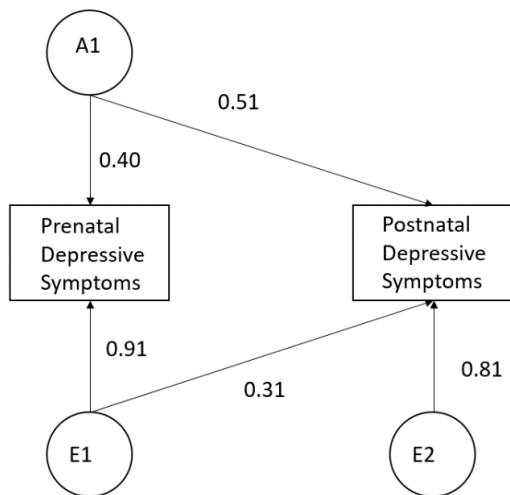 A1
0.51
0.40
Prenatal
Depressive
Symptoms
Postnatal
Depressive
Symptoms
0.91
0.31
0.81
E1
E2